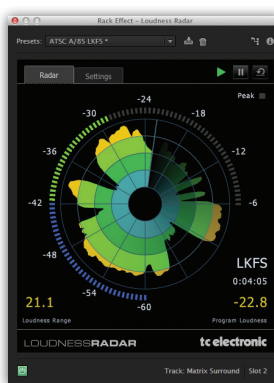 Rack Effect - Loudness Radar
Presets: ATSC A/85 LKFS *
Radar Settings
Peak
-24
-30 -18
-36 -12
-42 -6
-48
-54
-60
LKFS
0:04:05
21.1 -22.8
Loudness Range Program Loudness
LOUDNESSRADAR tc electronic
Track: Matrix Surround Slot 2